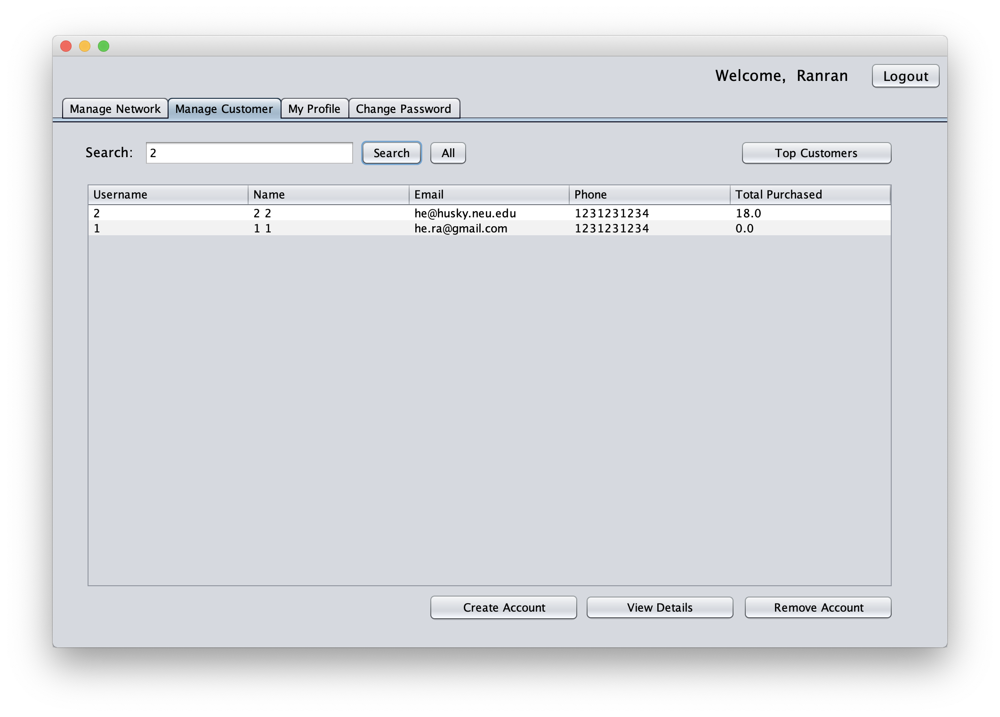 Welcome, Ranran Logout
Manage Network Manage Customer My Profile Change Password
Search: 2 Search All Top Customers
Username Name Email Phone Total Purchased
2 2 2 he@husky.neu.edu 1231231234 18.0
1 1 1 he.ra@gmail.com 1231231234 0.0
Create Account View Details Remove Account